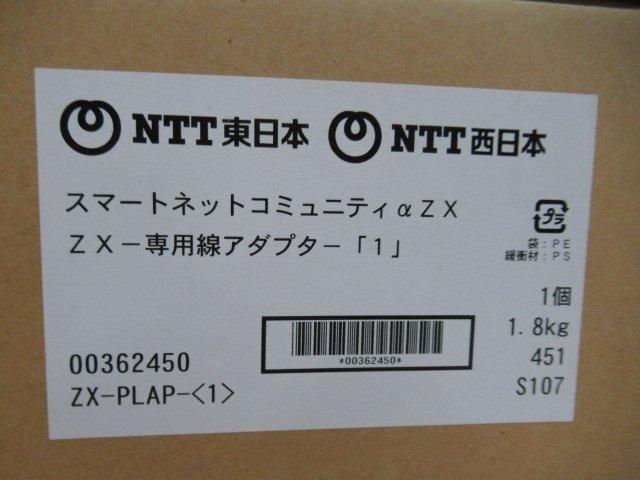 NTT東日本 NTT西日本
スマートネットコミュニティαZX
ZX－専用線アダプタ－「1」
プラ
袋：PE
緩衝材：PS
1個
1.8kg
451
S107
*00362450*
00362450
ZX-PLAP-<1>